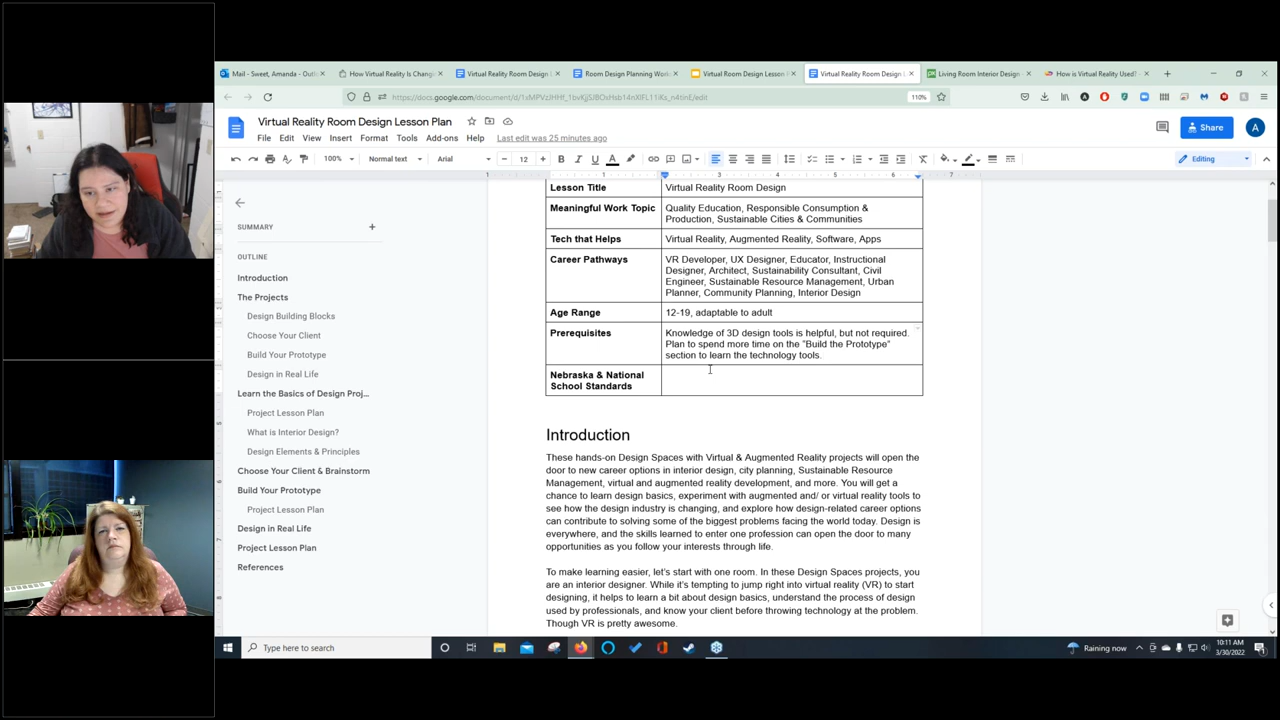 Mail - Sweet, Amanda - Outl
How Virtual Reality Is Changi
Virtual Reality Room Design L
Room Design Planning Work
Virtual Room Design Lesson P
Virtual Reality Room Design L
Living Room Interior Design -
How is Virtual Reality Used? -
110%
Virtual Reality Room Design Lesson Plan
Share
A
File Edit View Insert Format Tools Add-ons Help Last edit was 25 minutes ago
100% Normal text Arial 12 Editing
1 1 2 3 4 5 6 7
SUMMARY
OUTLINE
Introduction
The Projects
Design Building Blocks
Choose Your Client
Build Your Prototype
Design in Real Life
Learn the Basics of Design Proj...
Project Lesson Plan
What is Interior Design?
Design Elements & Principles
Choose Your Client & Brainstorm
Build Your Prototype
Project Lesson Plan
Design in Real Life
Project Lesson Plan
References
Lesson Title Virtual Reality Room Design
Meaningful Work Topic Quality Education, Responsible Consumption &
Production, Sustainable Cities & Communities
Tech that Helps Virtual Reality, Augmented Reality, Software, Apps
Career Pathways VR Developer, UX Designer, Educator, Instructional
Designer, Architect, Sustainability Consultant, Civil
Engineer, Sustainable Resource Management, Urban
Planner, Community Planning, Interior Design
Age Range 12-19, adaptable to adult
Prerequisites Knowledge of 3D design tools is helpful, but not required.
Plan to spend more time on the "Build the Prototype"
section to learn the technology tools.
Nebraska & National
School Standards
Introduction
These hands-on Design Spaces with Virtual & Augmented Reality projects will open the
door to new career options in interior design, city planning, Sustainable Resource
Management, virtual and augmented reality development, and more. You will get a
chance to learn design basics, experiment with augmented and/ or virtual reality tools to
see how the design industry is changing, and explore how design-related career options
can contribute to solving some of the biggest problems facing the world today. Design is
everywhere, and the skills learned to enter one profession can open the door to many
opportunities as you follow your interests through life.
To make learning easier, let's start with one room. In these Design Spaces projects, you
are an interior designer. While it's tempting to jump right into virtual reality (VR) to start
designing, it helps to learn a bit about design basics, understand the process of design
used by professionals, and know your client before throwing technology at the problem.
Though VR is pretty awesome.
Type here to search
Raining now
10:11 AM
3/30/2022